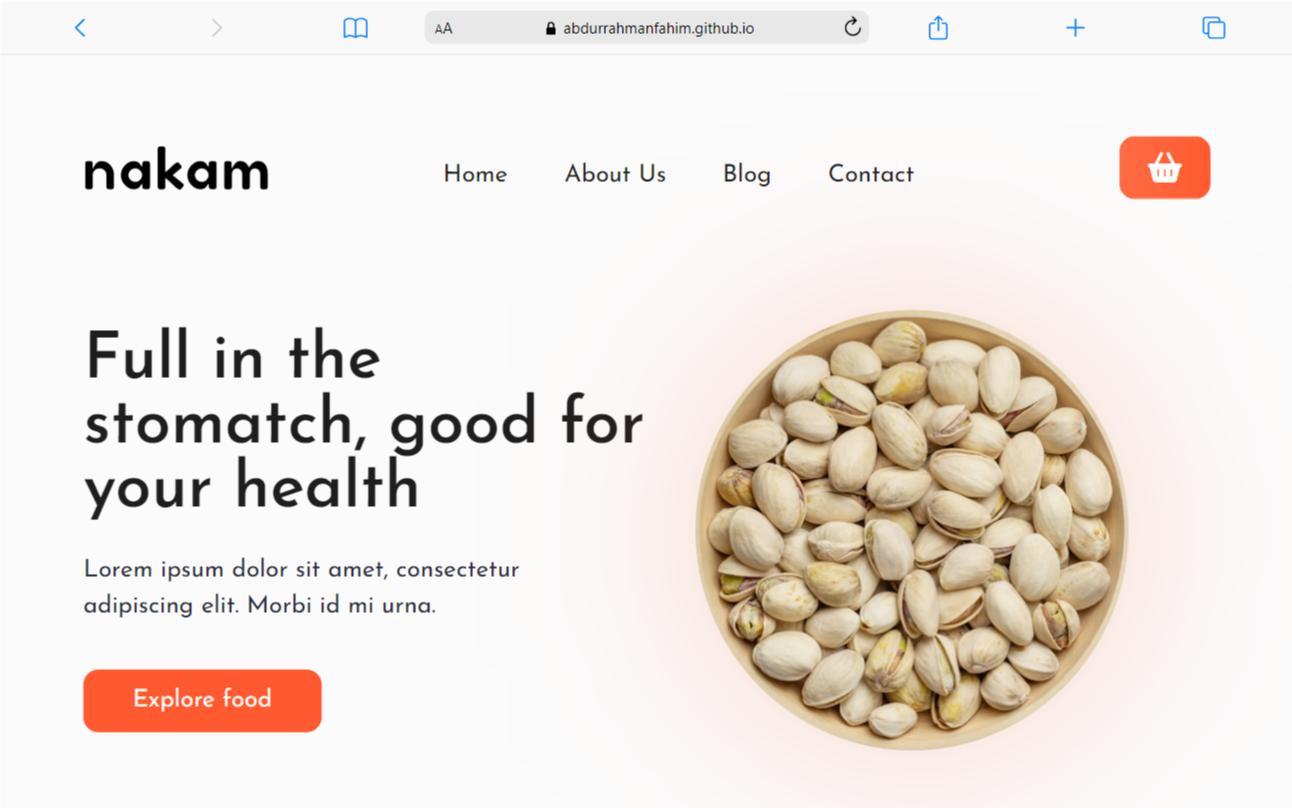 AA abdurrahmanfahim.github.io
nakam Home About Us Blog Contact
Full in the
stomatch, good for
your health
Lorem ipsum dolor sit amet, consectetur
adipiscing elit. Morbi id mi urna.
Explore food